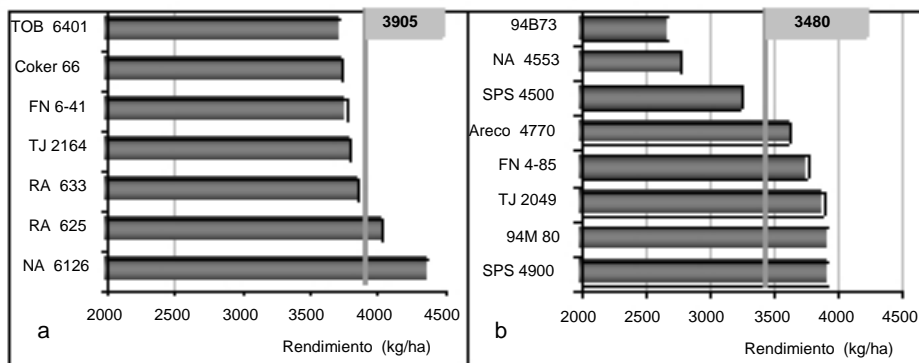 3905
TOB 6401
Coker 66
FN 6-41
TJ 2164
RA 633
RA 625
NA 6126
2000 2500 3000 3500 4000 4500
a
Rendimiento (kg/ha)
3480
94B73
NA 4553
SPS 4500
Areco 4770
FN 4-85
TJ 2049
94M 80
SPS 4900
2000 2500 3000 3500 4000 4500
b
Rendimiento (kg/ha)